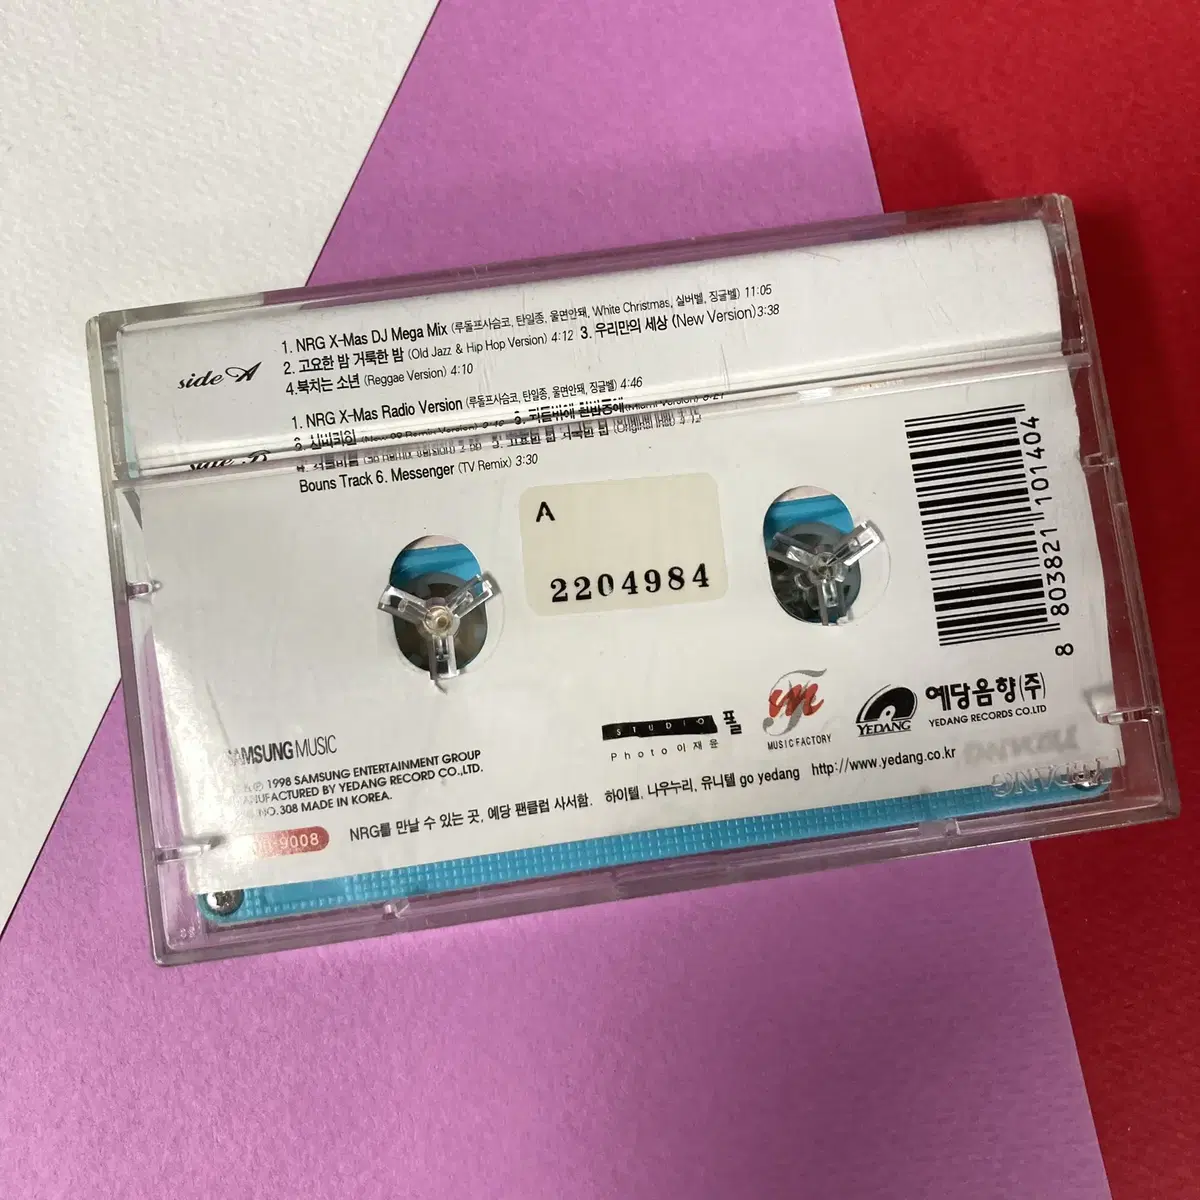 side A
1. NRG X-Mas DJ Mega Mix (루돌프사슴코, 탄일종, 울면안돼, White Christmas, 실버벨, 징글벨) 11:05
2. 고요한 밤 거룩한 밤 (Old Jazz & Hip Hop Version) 4:12 3. 우리만의 세상 (New Version) 3:38
4. 북치는 소년 (Reggae Version) 4:10
1. NRG X-Mas Radio Version (루돌프사슴코, 탄일종, 울면안돼, 징글벨) 4:46
Bouns Track 6. Messenger (TV Remix) 3:30
A
2204984
8 803821 101404
SAMSUNG MUSIC
℗ 1998 SAMSUNG ENTERTAINMENT GROUP
MANUFACTURED BY YEDANG RECORD CO.,LTD.
NO.308 MADE IN KOREA.
9008
STUDIO 폴
Photo 이재윤
MUSIC FACTORY
YEDANG
예당음향(주)
YEDANG RECORDS CO.LTD
NRG를 만날 수 있는 곳, 예당 팬클럽 사서함. 하이텔, 나우누리, 유니텔 go yedang http://www.yedang.co.kr
YEDANG